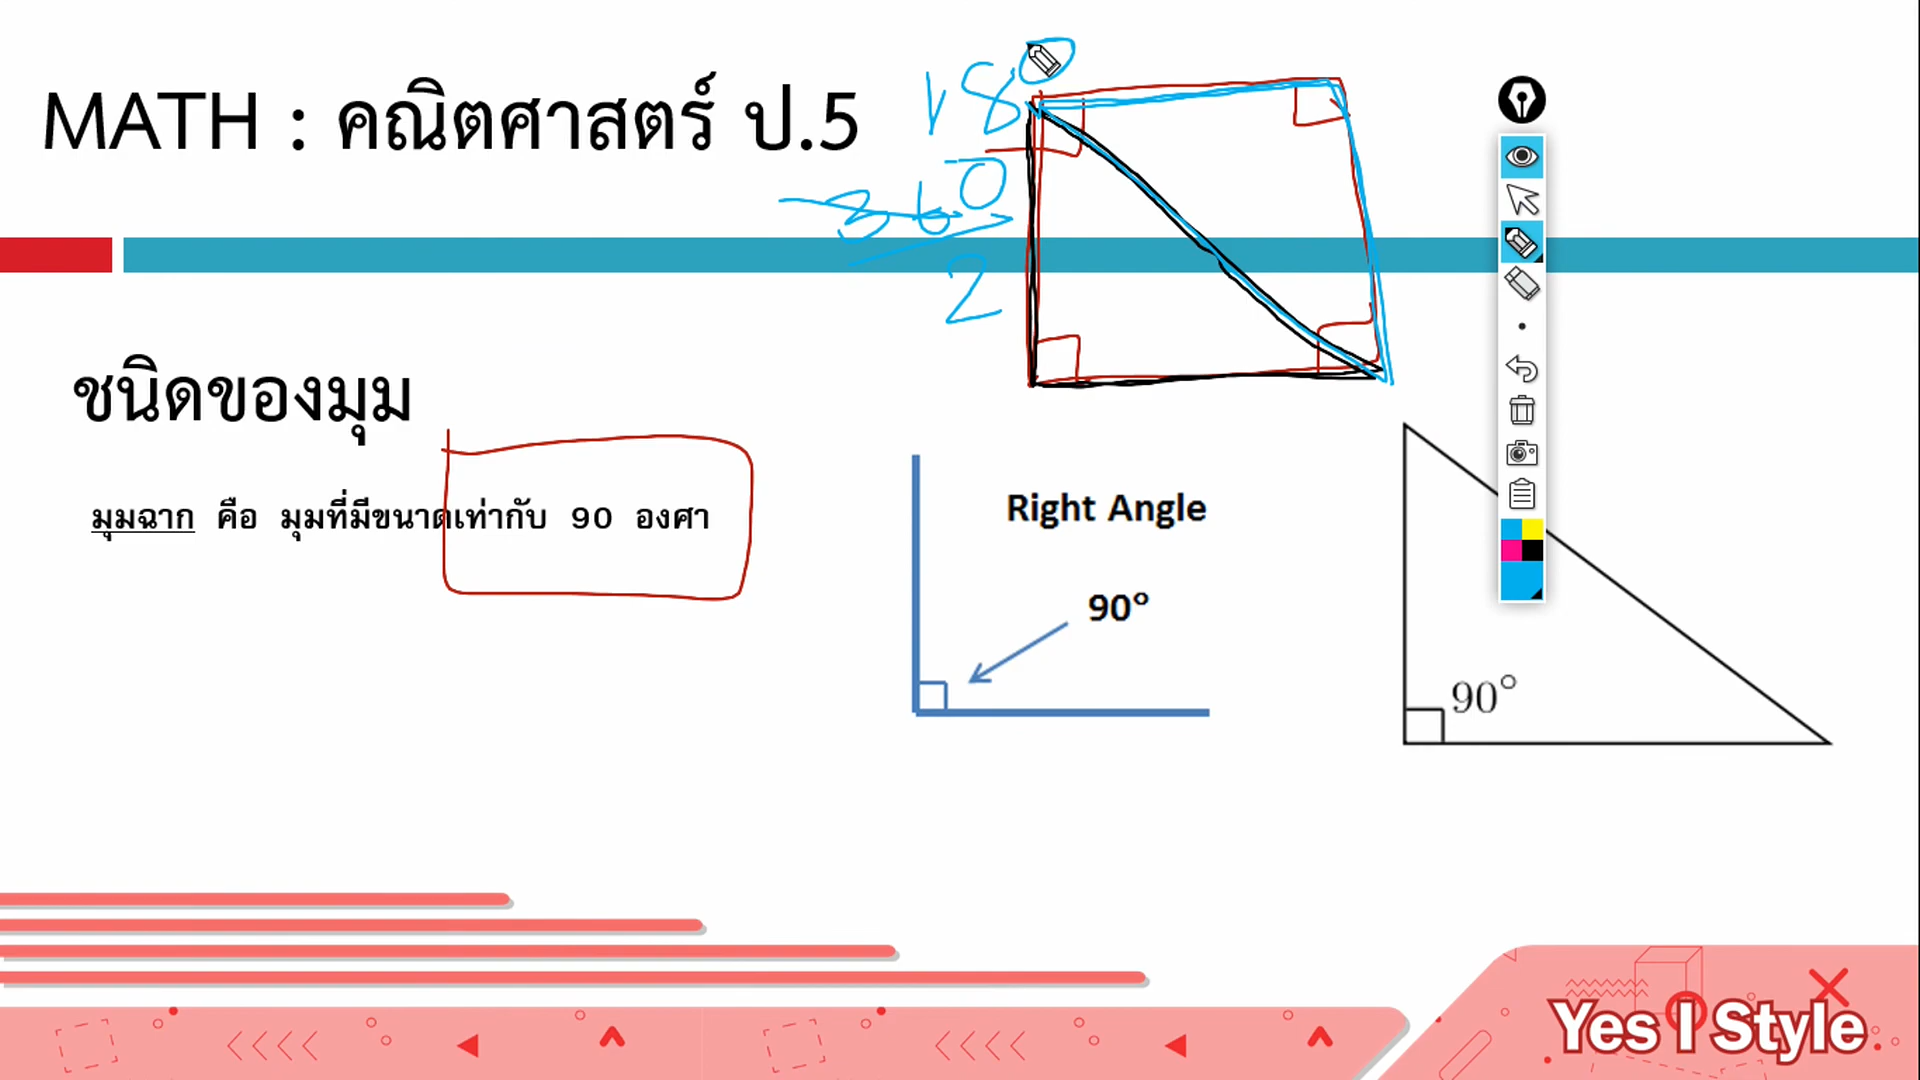 MATH : คณิตศาสตร์ ป.5
180
360
2
ชนิดของมุม
มุมฉาก คือ มุมที่มีขนาดเท่ากับ 90 องศา
Right Angle
90°
90°
Yes I Style